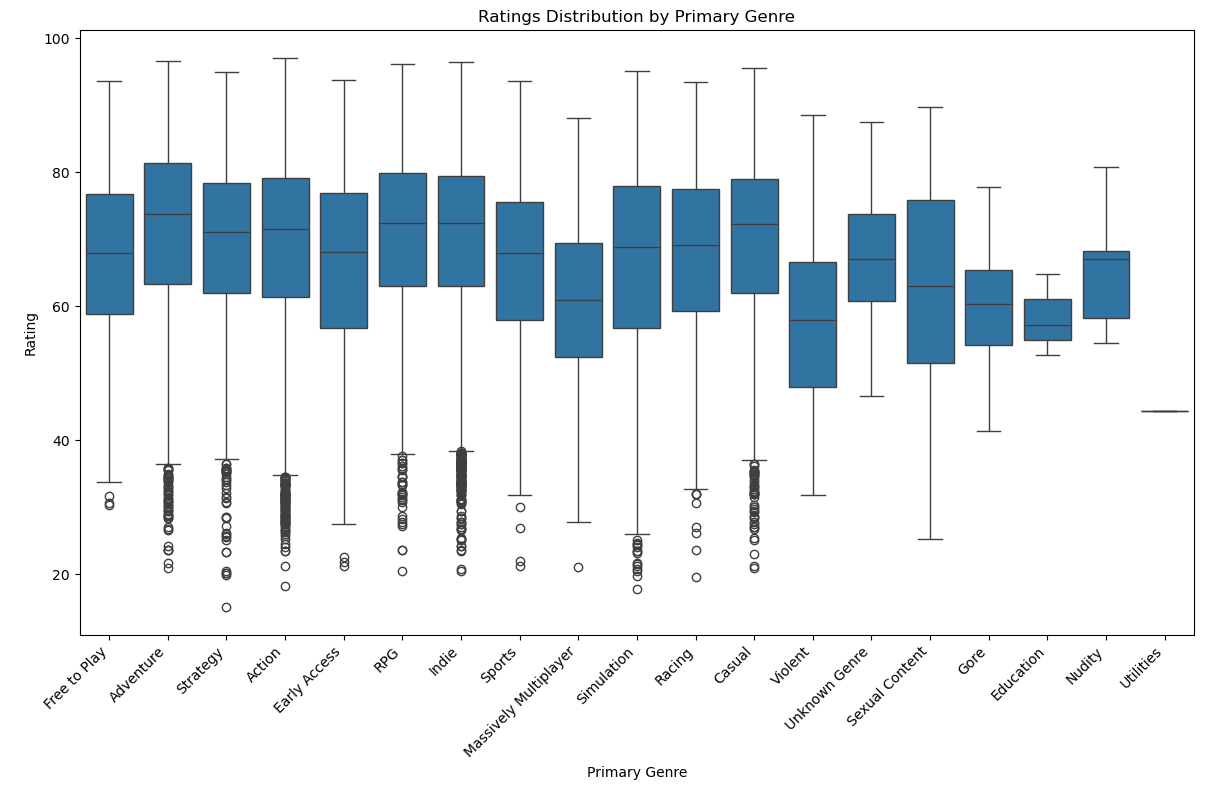 Ratings Distribution by Primary Genre
100
80
60
40
20
Rating
Free to Play
Adventure
Strategy
Action
Early Access
RPG
Indie
Sports
Massively Multiplayer
Simulation
Racing
Casual
Violent
Unknown Genre
Sexual Content
Gore
Education
Nudity
Utilities
Primary Genre